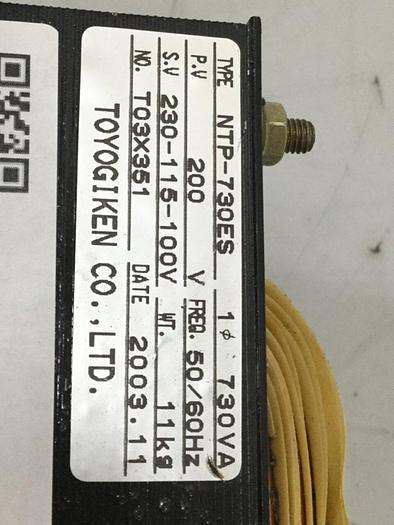 TYPE NTP-730ES 1φ 730VA
P.V 200 V FREQ. 50/60Hz
S.V 230-115-100V WT. 11kg
NO. T03X351 DATE 2003.11
TOYOGIKEN CO.,LTD.